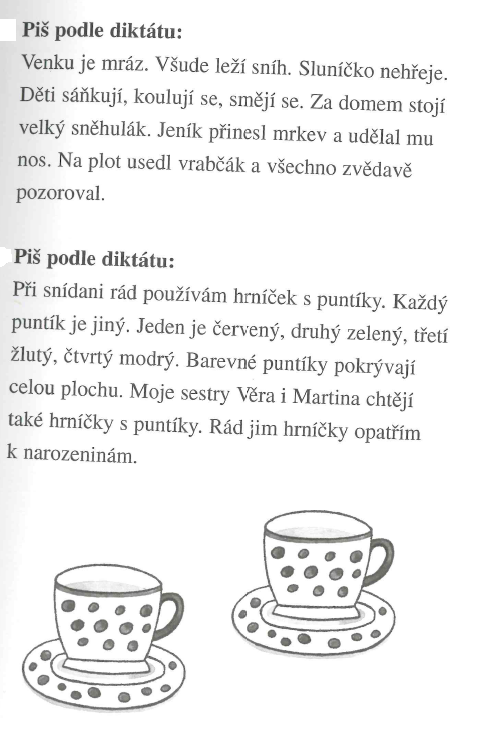 Piš podle diktátu:
Venku je mráz. Všude leží sníh. Sluníčko nehřeje.
Děti sáňkují, koulují se, smějí se. Za domem stojí
velký sněhulák. Jeník přinesl mrkev a udělal mu
nos. Na plot usedl vrabčák a všechno zvědavě
pozoroval.
Piš podle diktátu:
Při snídani rád používám hrníček s puntíky. Každý
puntík je jiný. Jeden je červený, druhý zelený, třetí
žlutý, čtvrtý modrý. Barevné puntíky pokrývají
celou plochu. Moje sestry Věra i Martina chtějí
také hrníčky s puntíky. Rád jim hrníčky opatřím
k narozeninám.